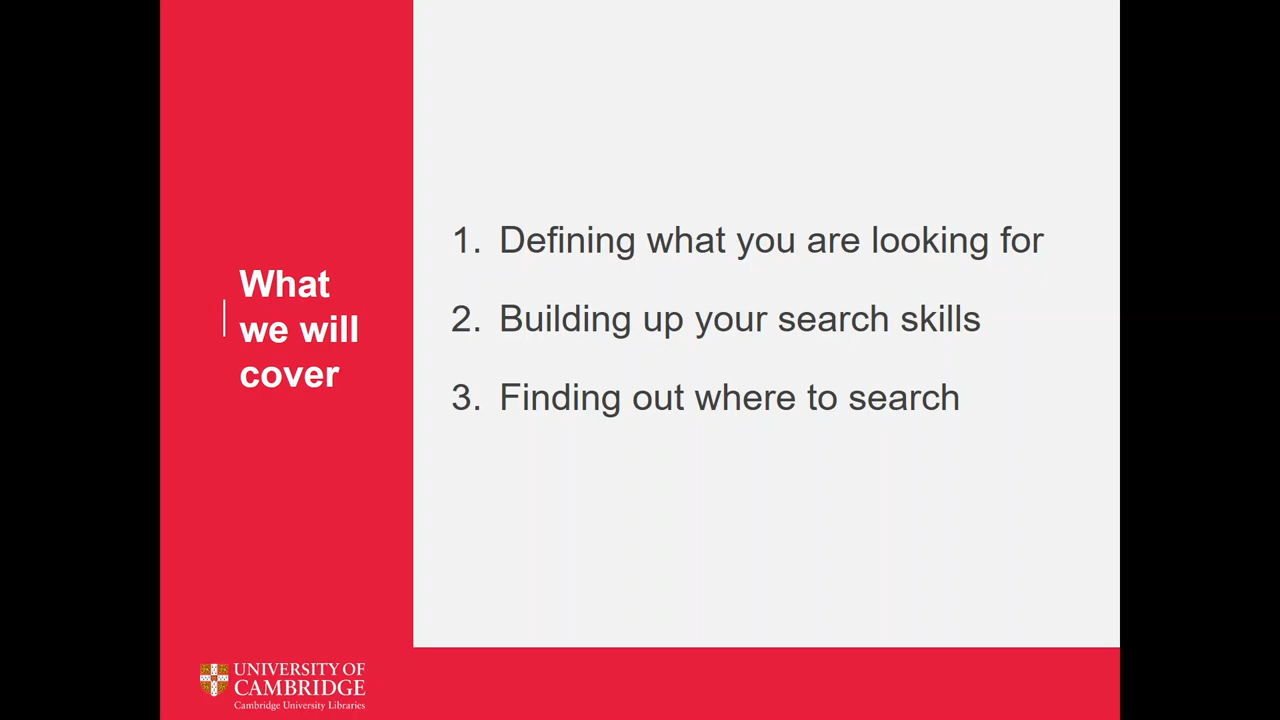 What
we will
cover
1. Defining what you are looking for
2. Building up your search skills
3. Finding out where to search
UNIVERSITY OF
CAMBRIDGE
Cambridge University Libraries